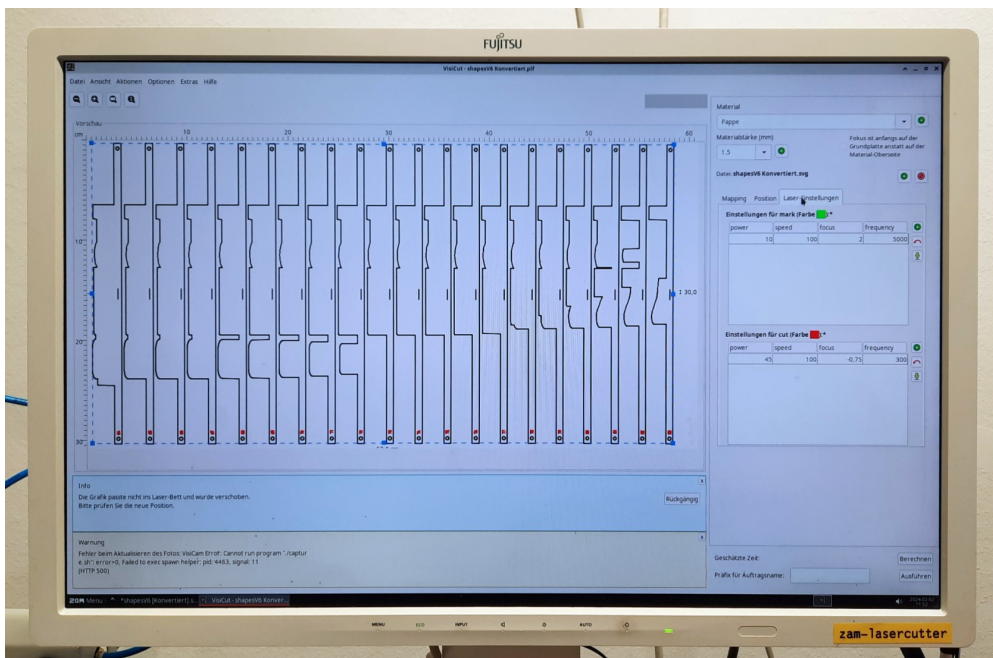 FUJITSU
VisiCut - shapesV6 Konvertiert.plf
Datei Ansicht Aktionen Optionen Extras Hilfe
Vorschau
cm
10 20 30 40 50 60
10
20
30
30,0
Material
Pappe
Materialstärke (mm)
1.5
Fokus ist anfangs auf der
Grundplatte anstatt auf der
Material-Oberseite
Datei: shapesV6 Konvertiert.svg
Mapping Position Laser-Einstellungen
Einstellungen für mark (Farbe ):*
power speed focus frequency
10 100 2 5000
Einstellungen für cut (Farbe ):*
power speed focus frequency
45 100 -0,75 300
Info
Die Grafik passte nicht ins Laser-Bett und wurde verschoben.
Bitte prüfen Sie die neue Position.
Rückgängig
Warnung
Fehler beim Aktualisieren des Fotos: VisiCam Error: Cannot run program "./captur
e.sh": error=0, Failed to exec spawn helper: pid: 4463, signal: 11
(HTTP 500)
Geschätzte Zeit:
Berechnen
Präfix für Auftragsname:
Ausführen
Menu *shapesV6 [Konvertiert].s... VisiCut - shapesV6 Konver...
MENU ECO INPUT AUTO
zam-lasercutter